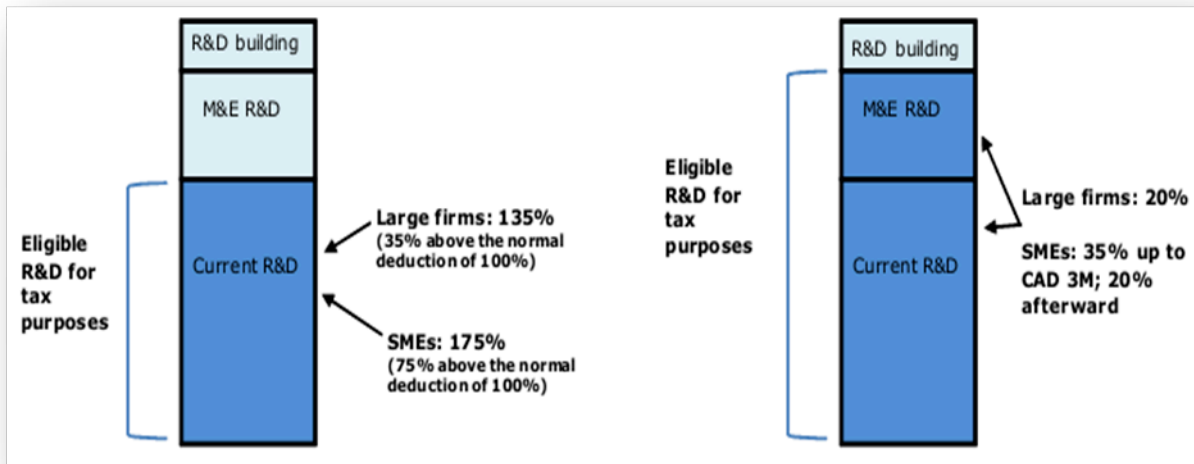 R&D building
M&E R&D
Current R&D
Eligible
R&D for
tax
purposes
Large firms: 135%
(35% above the normal
deduction of 100%)
SMEs: 175%
(75% above the normal
deduction of 100%)
R&D building
M&E R&D
Current R&D
Eligible
R&D for
tax
purposes
Large firms: 20%
SMEs: 35% up to
CAD 3M; 20%
afterward